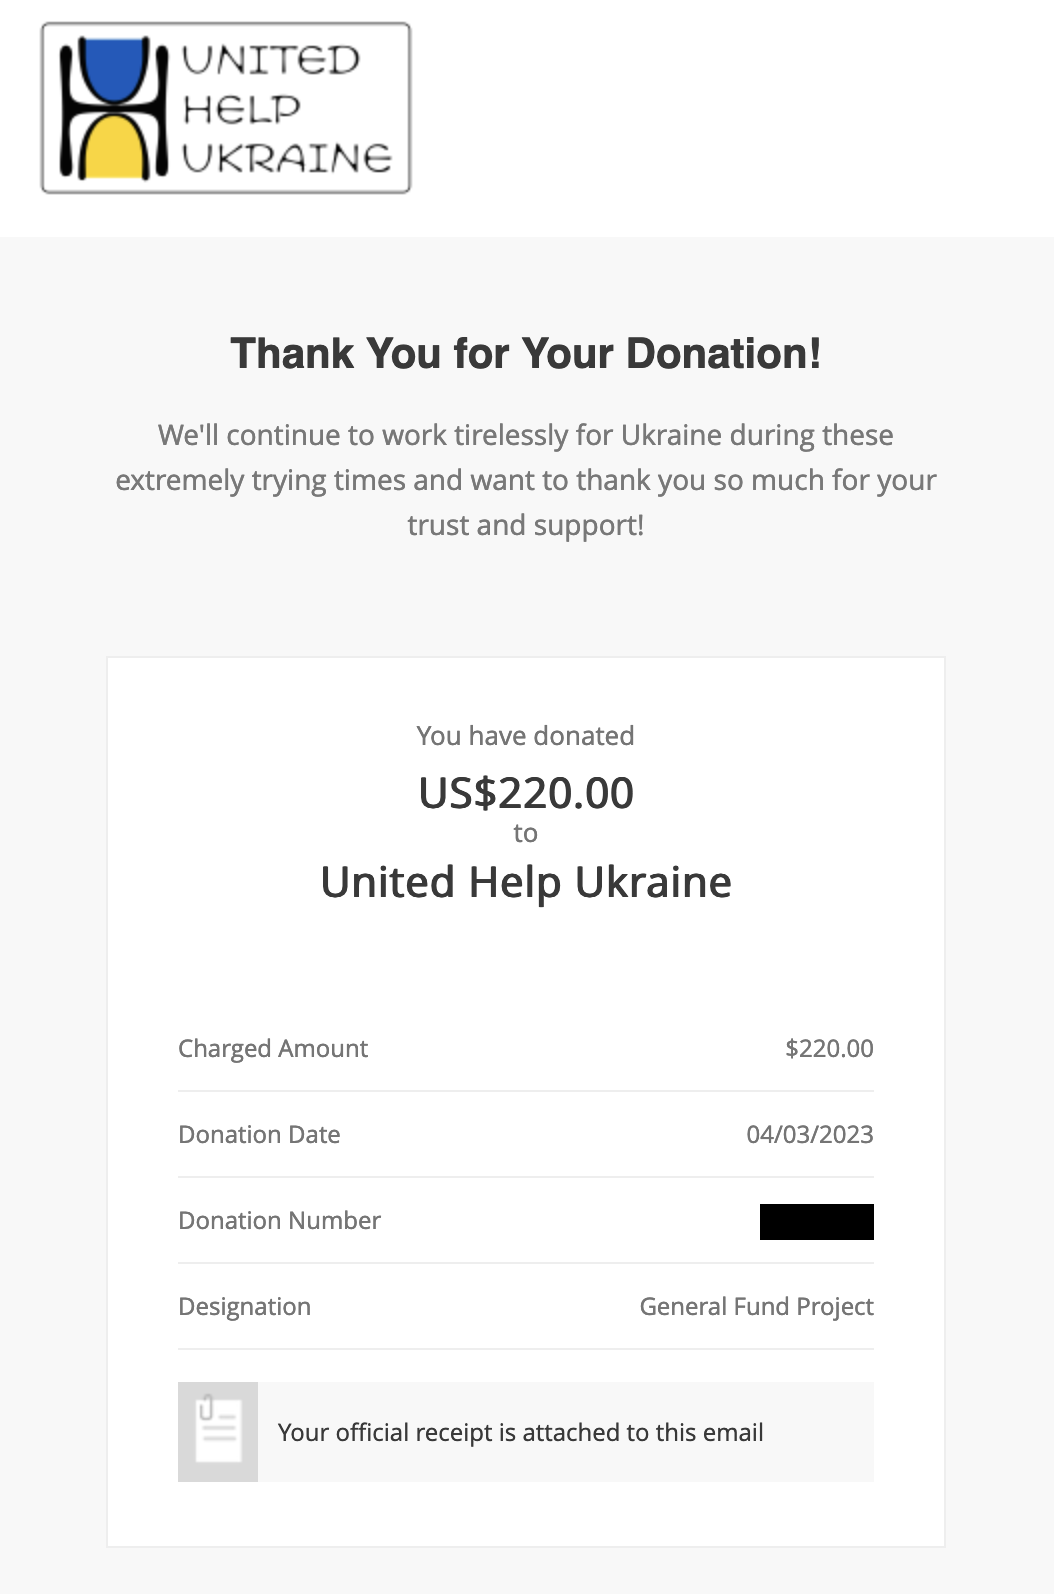 UNITED
HELP
UKRAINE
Thank You for Your Donation!
We'll continue to work tirelessly for Ukraine during these
extremely trying times and want to thank you so much for your
trust and support!
You have donated
US$220.00
to
United Help Ukraine
Charged Amount $220.00
Donation Date 04/03/2023
Donation Number
Designation General Fund Project
Your official receipt is attached to this email